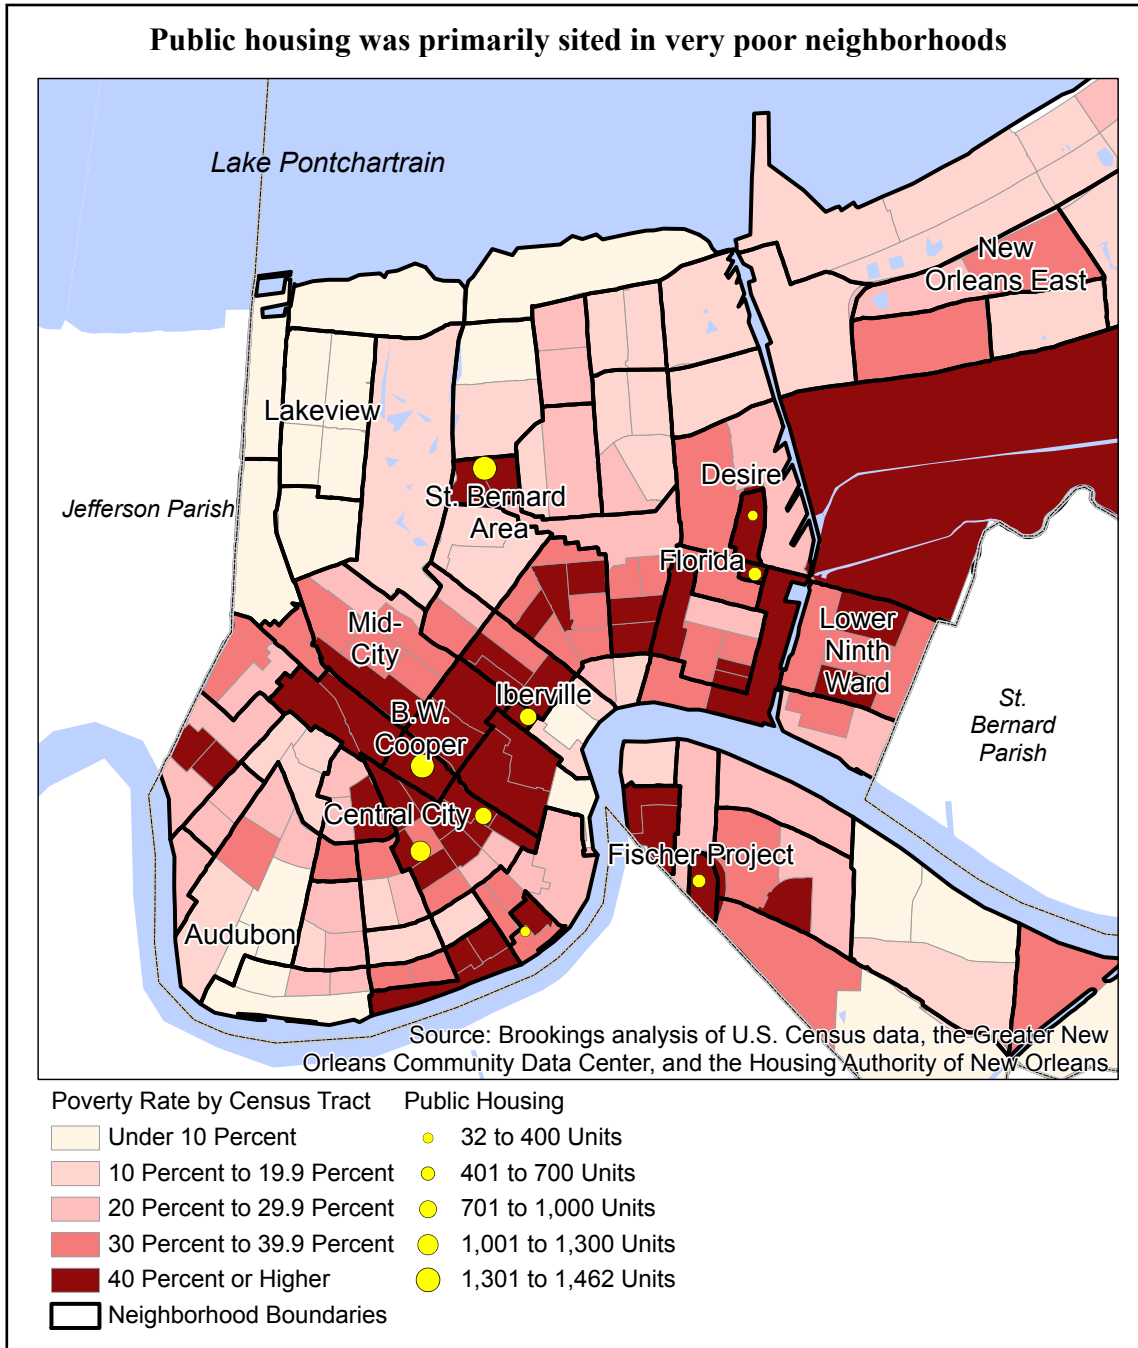 Public housing was primarily sited in very poor neighborhoods
Lake Pontchartrain
New
Orleans East
Lakeview
Jefferson Parish
St. Bernard
Area
Desire
Florida
Mid-
City
Lower
Ninth
Ward
Iberville
B.W.
Cooper
St.
Bernard
Parish
Central City
Fischer Project
Audubon
Source: Brookings analysis of U.S. Census data, the Greater New
Orleans Community Data Center, and the Housing Authority of New Orleans
Poverty Rate by Census Tract
Under 10 Percent
10 Percent to 19.9 Percent
20 Percent to 29.9 Percent
30 Percent to 39.9 Percent
40 Percent or Higher
Neighborhood Boundaries
Public Housing
32 to 400 Units
401 to 700 Units
701 to 1,000 Units
1,001 to 1,300 Units
1,301 to 1,462 Units